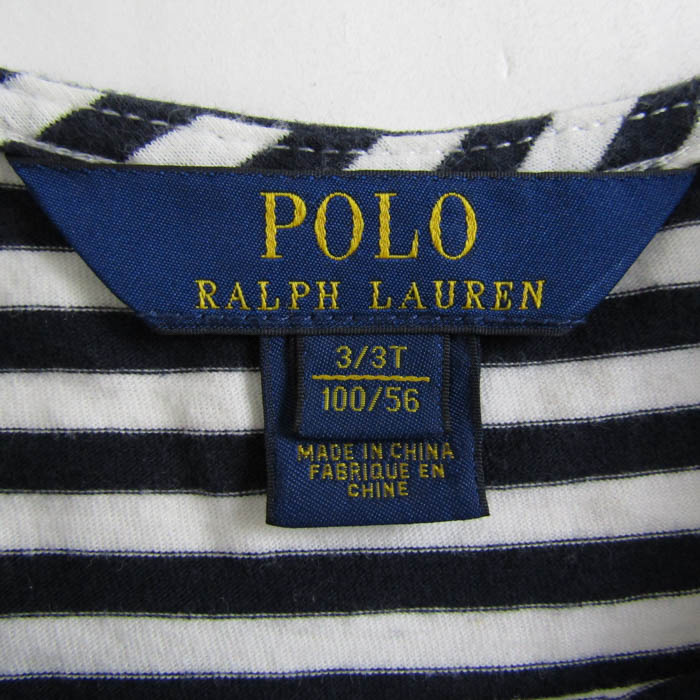 POLO
RALPH LAUREN
3/3T
100/56
MADE IN CHINA
FABRIQUE EN
CHINE